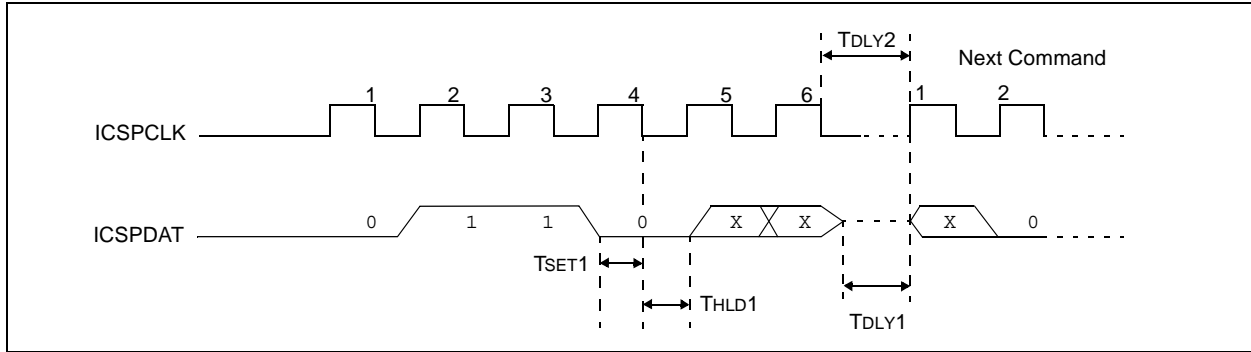 TDLY2
Next Command
1 2 3 4 5 6 1 2
ICSPCLK
0 1 1 0 X X X 0
ICSPDAT
TSET1
THLD1
TDLY1